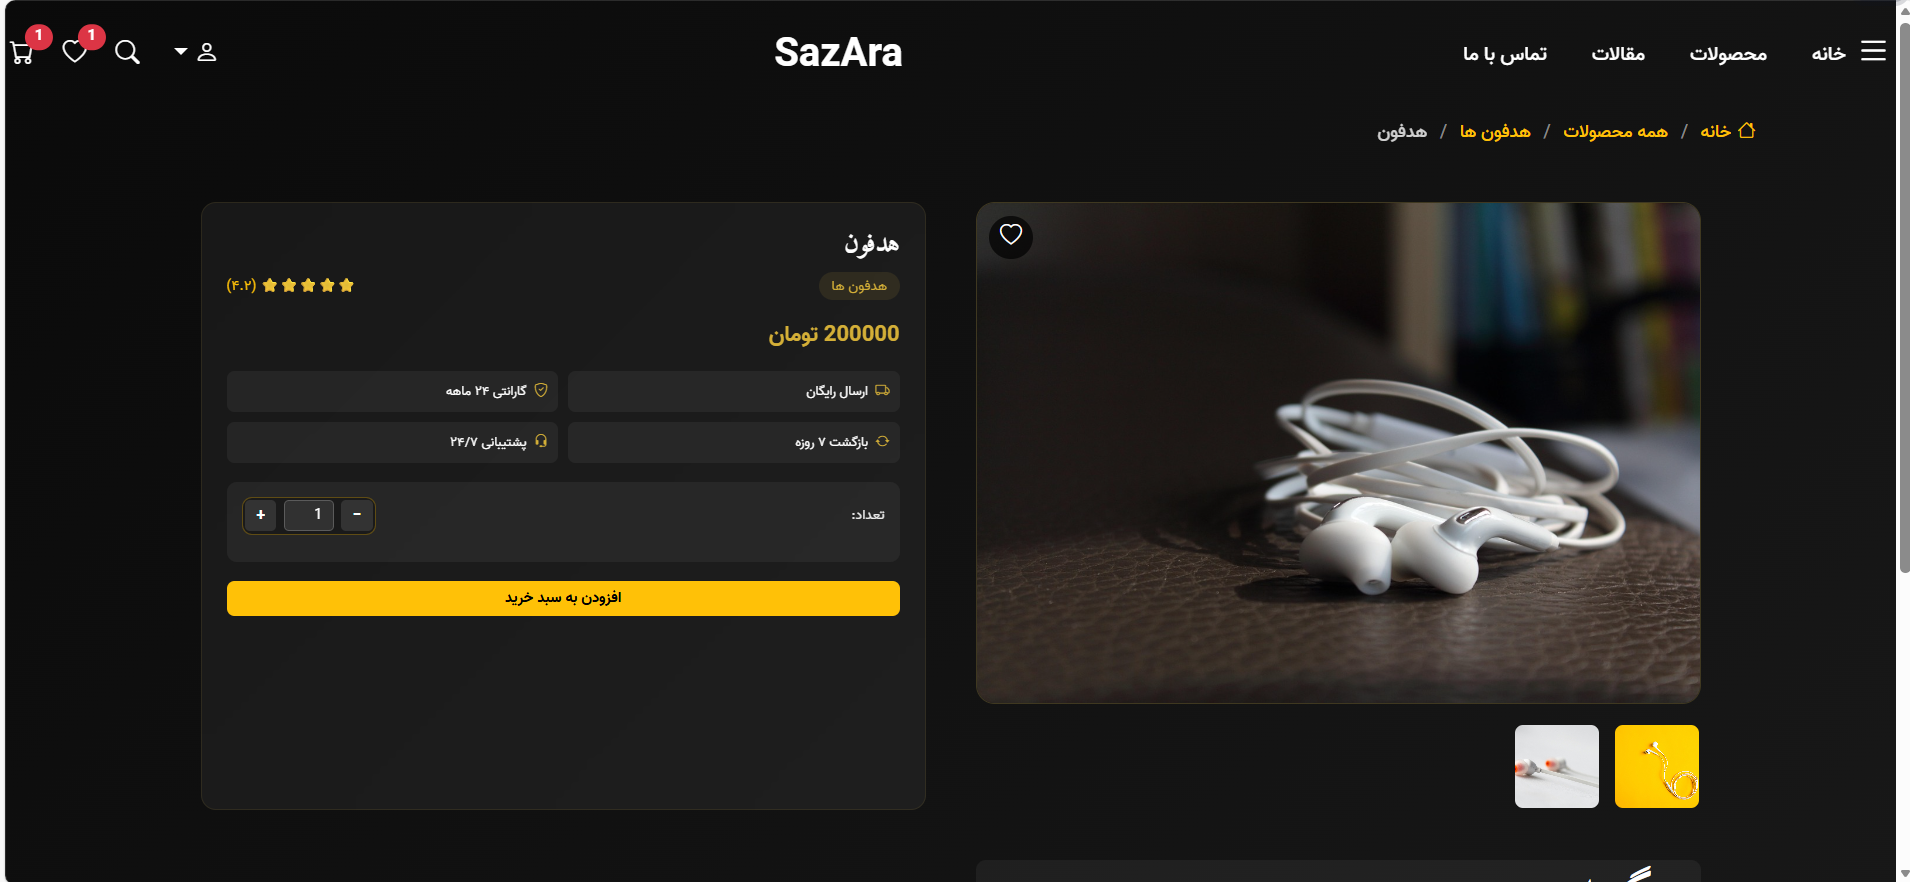 خانه محصولات مقالات تماس با ما
SazAra
1
1
خانه / همه محصولات / هدفون ها / هدفون
هدفون
هدفون ها
(۴.۲)
200000 تومان
ارسال رایگان
گارانتی ۲۴ ماهه
بازگشت ۷ روزه
پشتیبانی ۲۴/۷
تعداد:
− 1 +
افزودن به سبد خرید